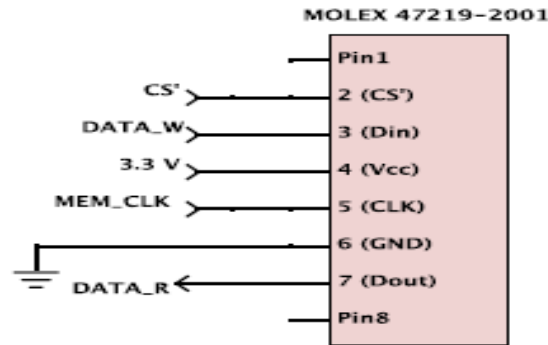 MOLEX 47219-2001
Pin1
CS' 2 (CS')
DATA_W 3 (Din)
3.3 V 4 (Vcc)
MEM_CLK 5 (CLK)
6 (GND)
DATA_R 7 (Dout)
Pin8